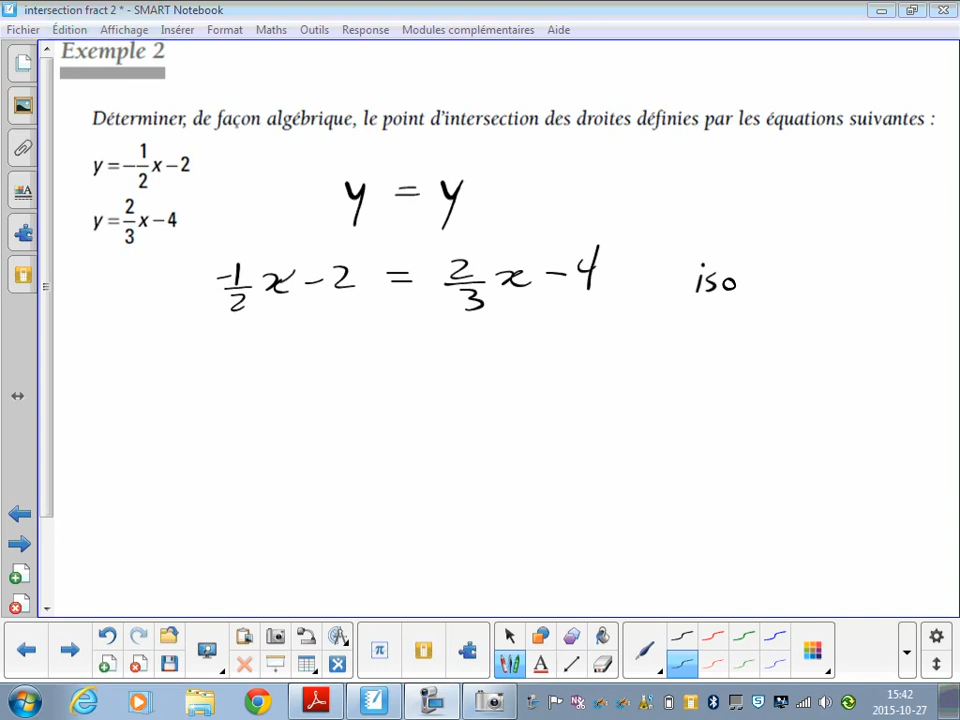 intersection fract 2 * - SMART Notebook
Fichier Édition Affichage Insérer Format Maths Outils Response Modules complémentaires Aide
Exemple 2
Déterminer, de façon algébrique, le point d'intersection des droites définies par les équations suivantes :
y = -1/2 x - 2
y = 2/3 x - 4
y = y
-1/2 x - 2 = 2/3 x - 4 iso
15:42
2015-10-27